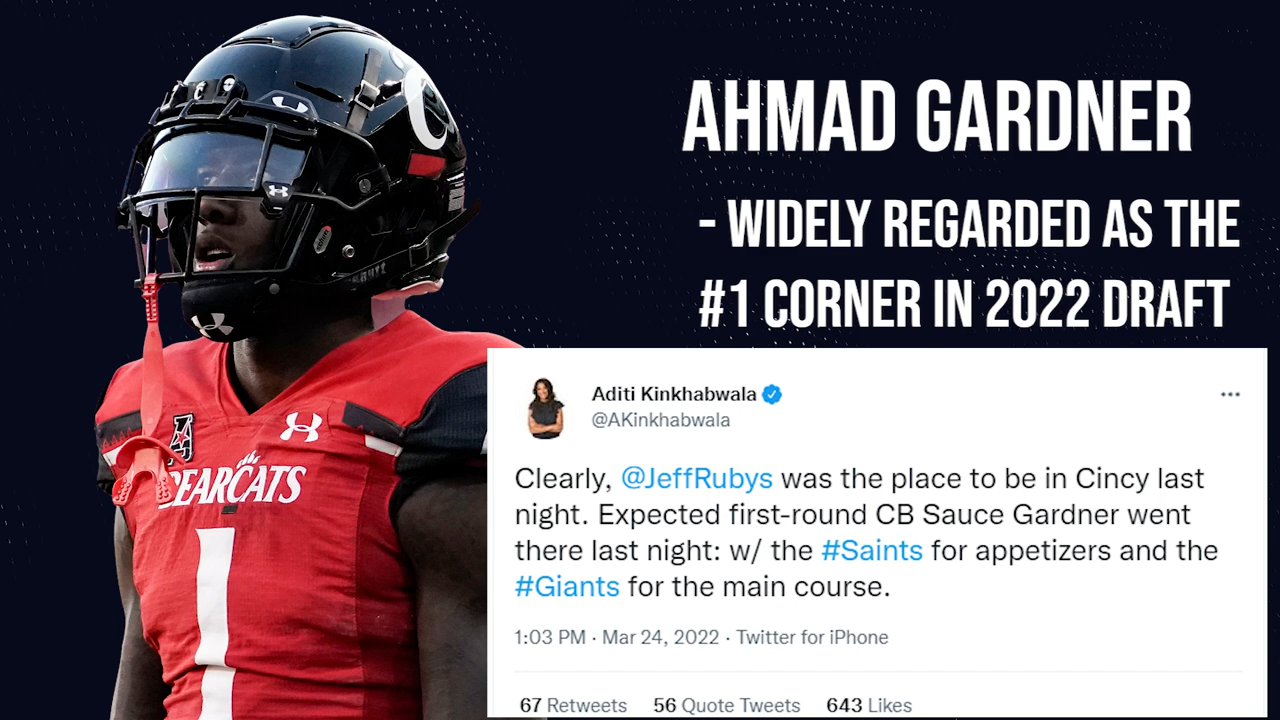 AHMAD GARDNER
- WIDELY REGARDED AS THE
#1 CORNER IN 2022 DRAFT
BEARCATS
1
Aditi Kinkhabwala
@AKinkhabwala
Clearly, @JeffRubys was the place to be in Cincy last
night. Expected first-round CB Sauce Gardner went
there last night: w/ the #Saints for appetizers and the
#Giants for the main course.
1:03 PM · Mar 24, 2022 · Twitter for iPhone
67 Retweets 56 Quote Tweets 643 Likes